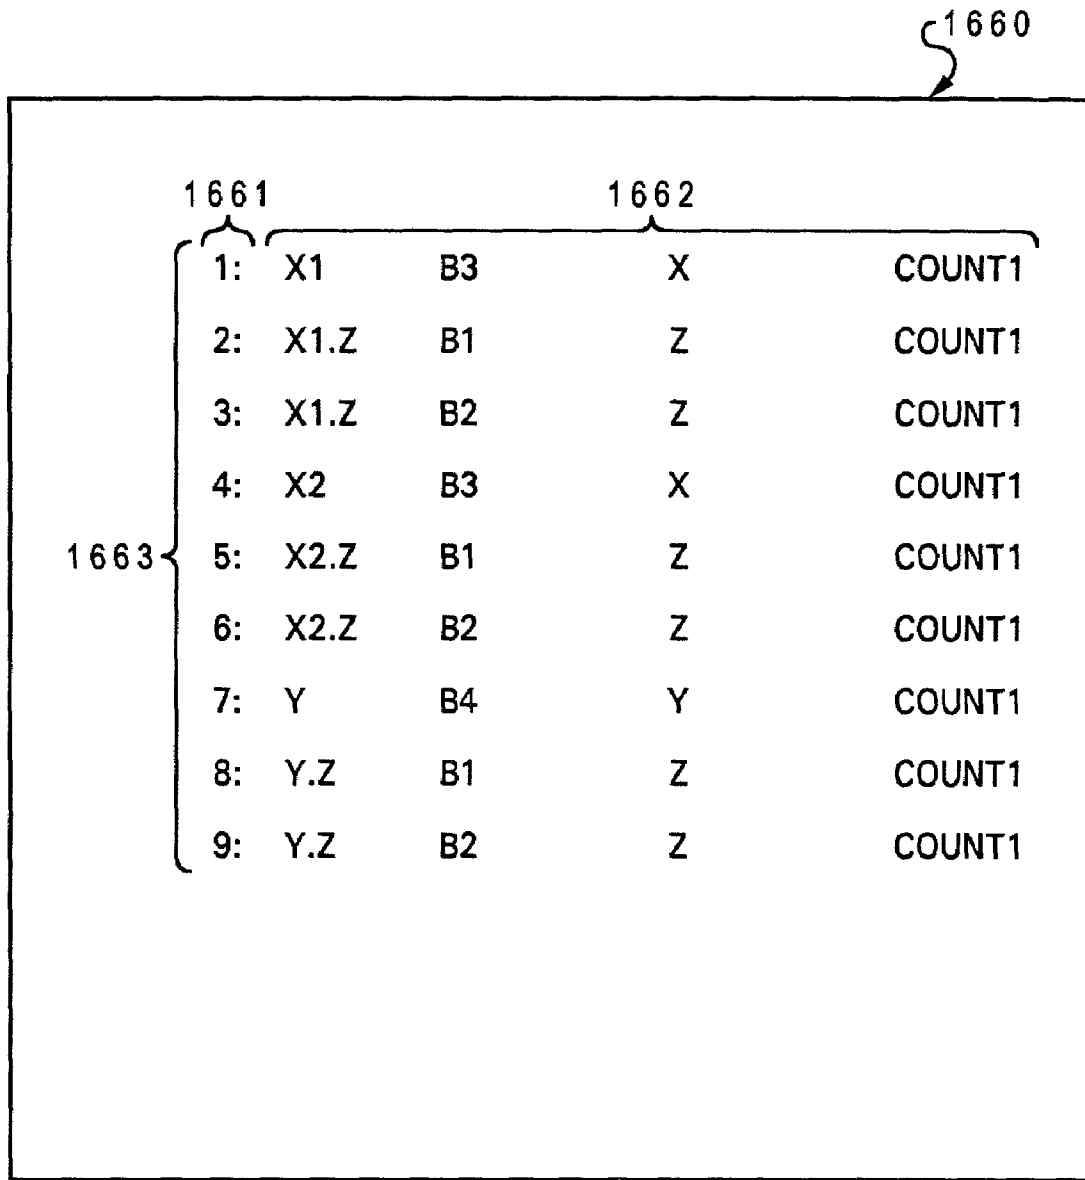 1660
1661 1662
1: X1 B3 X COUNT1
2: X1.Z B1 Z COUNT1
3: X1.Z B2 Z COUNT1
4: X2 B3 X COUNT1
1663 5: X2.Z B1 Z COUNT1
6: X2.Z B2 Z COUNT1
7: Y B4 Y COUNT1
8: Y.Z B1 Z COUNT1
9: Y.Z B2 Z COUNT1